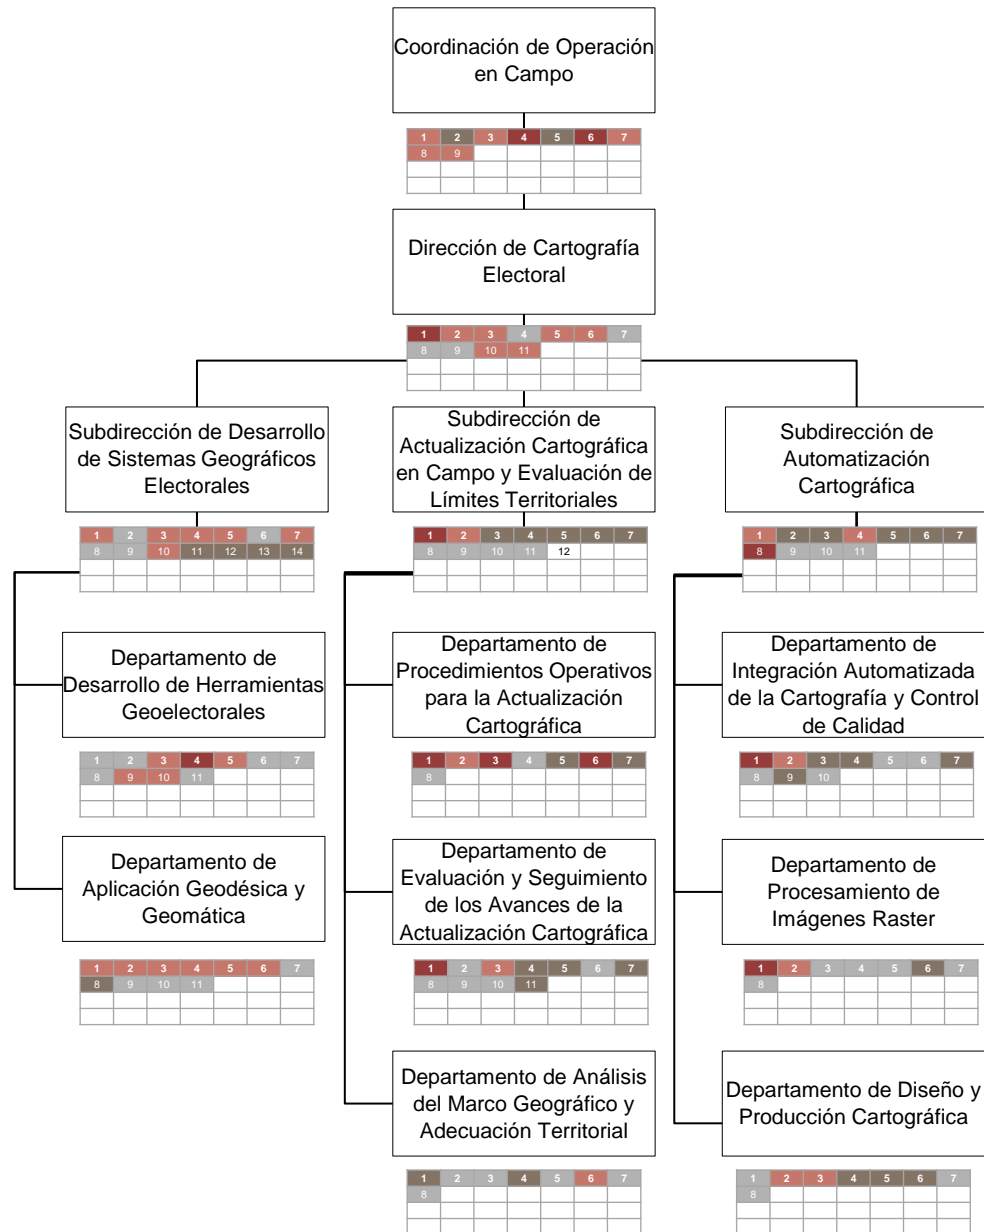 Coordinación de Operación
en Campo
1 2 3 4 5 6 7
8 9
Dirección de Cartografía
Electoral
1 2 3 4 5 6 7
8 9 10 11
Subdirección de Desarrollo
de Sistemas Geográficos
Electorales
1 2 3 4 5 6 7
8 9 10 11 12 13 14
Subdirección de
Actualización Cartográfica
en Campo y Evaluación de
Límites Territoriales
1 2 3 4 5 6 7
8 9 10 11 12
Subdirección de
Automatización
Cartográfica
1 2 3 4 5 6 7
8 9 10 11
Departamento de
Desarrollo de Herramientas
Geoelectorales
1 2 3 4 5 6 7
8 9 10 11
Departamento de
Procedimientos Operativos
para la Actualización
Cartográfica
1 2 3 4 5 6 7
8
Departamento de
Integración Automatizada
de la Cartografía y Control
de Calidad
1 2 3 4 5 6 7
8 9 10
Departamento de
Aplicación Geodésica y
Geomática
1 2 3 4 5 6 7
8 9 10 11
Departamento de
Evaluación y Seguimiento
de los Avances de la
Actualización Cartográfica
1 2 3 4 5 6 7
8 9 10 11
Departamento de
Procesamiento de
Imágenes Raster
1 2 3 4 5 6 7
8
Departamento de Análisis
del Marco Geográfico y
Adecuación Territorial
1 2 3 4 5 6 7
8
Departamento de Diseño y
Producción Cartográfica
1 2 3 4 5 6 7
8